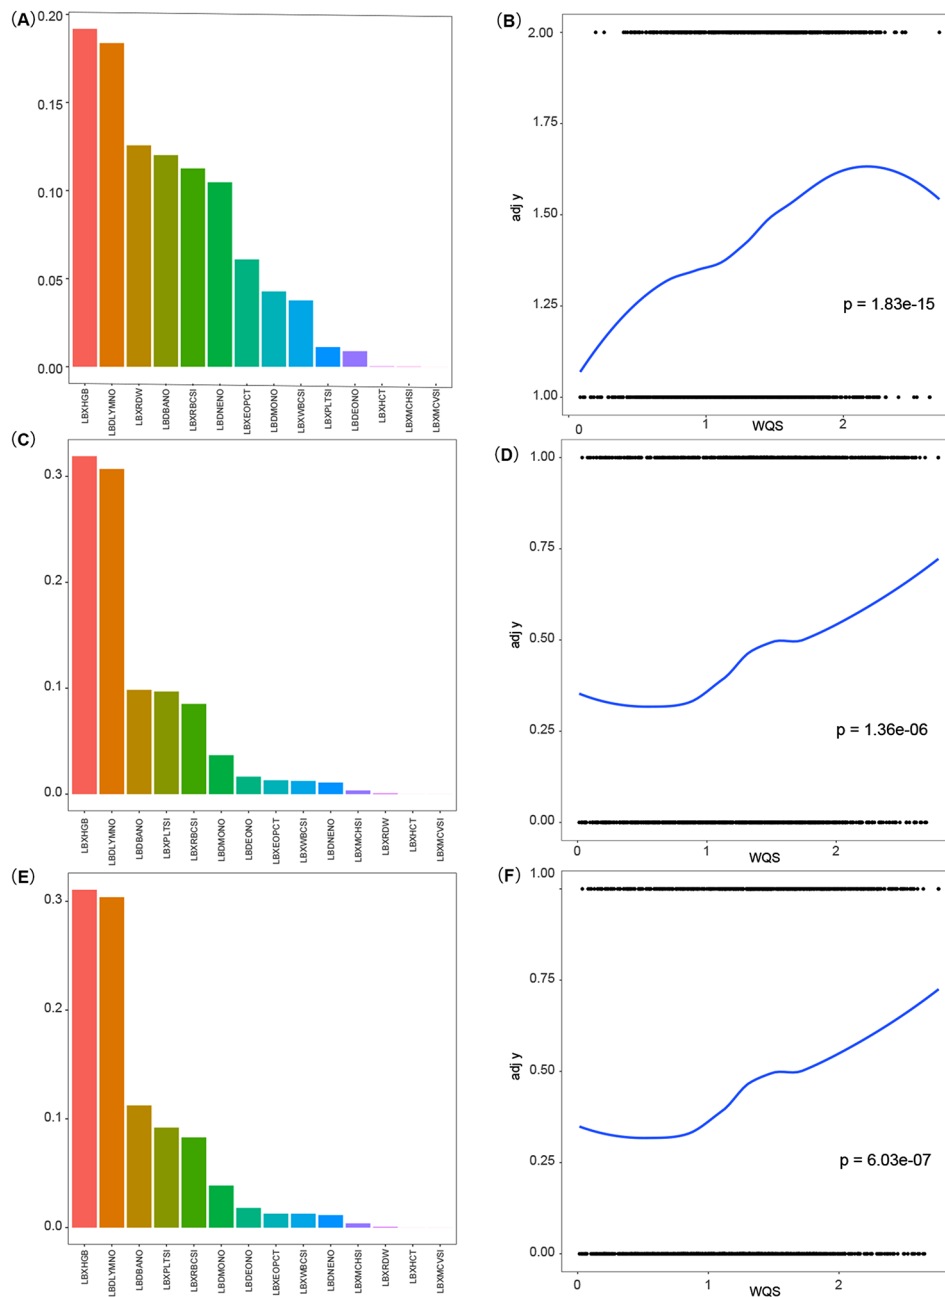 (A)
0.20
0.15
0.10
0.05
0.00
LBXHGB
LBDLYMNO
LBXRDW
LBDBANO
LBXRBCSI
LBDNENO
LBXEOPCT
LBDMONO
LBXWBCSI
LBXPLTSI
LBDEONO
LBXHCT
LBXMCHSI
LBXMCVSI
(B)
2.00
1.75
1.50
1.25
1.00
adj y
p = 1.83e-15
0
1
2
WQS
(C)
0.3
0.2
0.1
0.0
LBXHGB
LBDLYMNO
LBDBANO
LBXPLTSI
LBXRBCSI
LBDMONO
LBDEONO
LBXEOPCT
LBXWBCSI
LBDNENO
LBXMCHSI
LBXRDW
LBXHCT
LBXMCVSI
(D)
1.00
0.75
0.50
0.25
0.00
adj y
p = 1.36e-06
0
1
2
WQS
(E)
0.3
0.2
0.1
0.0
LBXHGB
LBDLYMNO
LBDBANO
LBXPLTSI
LBXRBCSI
LBDMONO
LBDEONO
LBXEOPCT
LBXWBCSI
LBDNENO
LBXMCHSI
LBXRDW
LBXHCT
LBXMCVSI
(F)
1.00
0.75
0.50
0.25
0.00
adj y
p = 6.03e-07
0
1
2
WQS